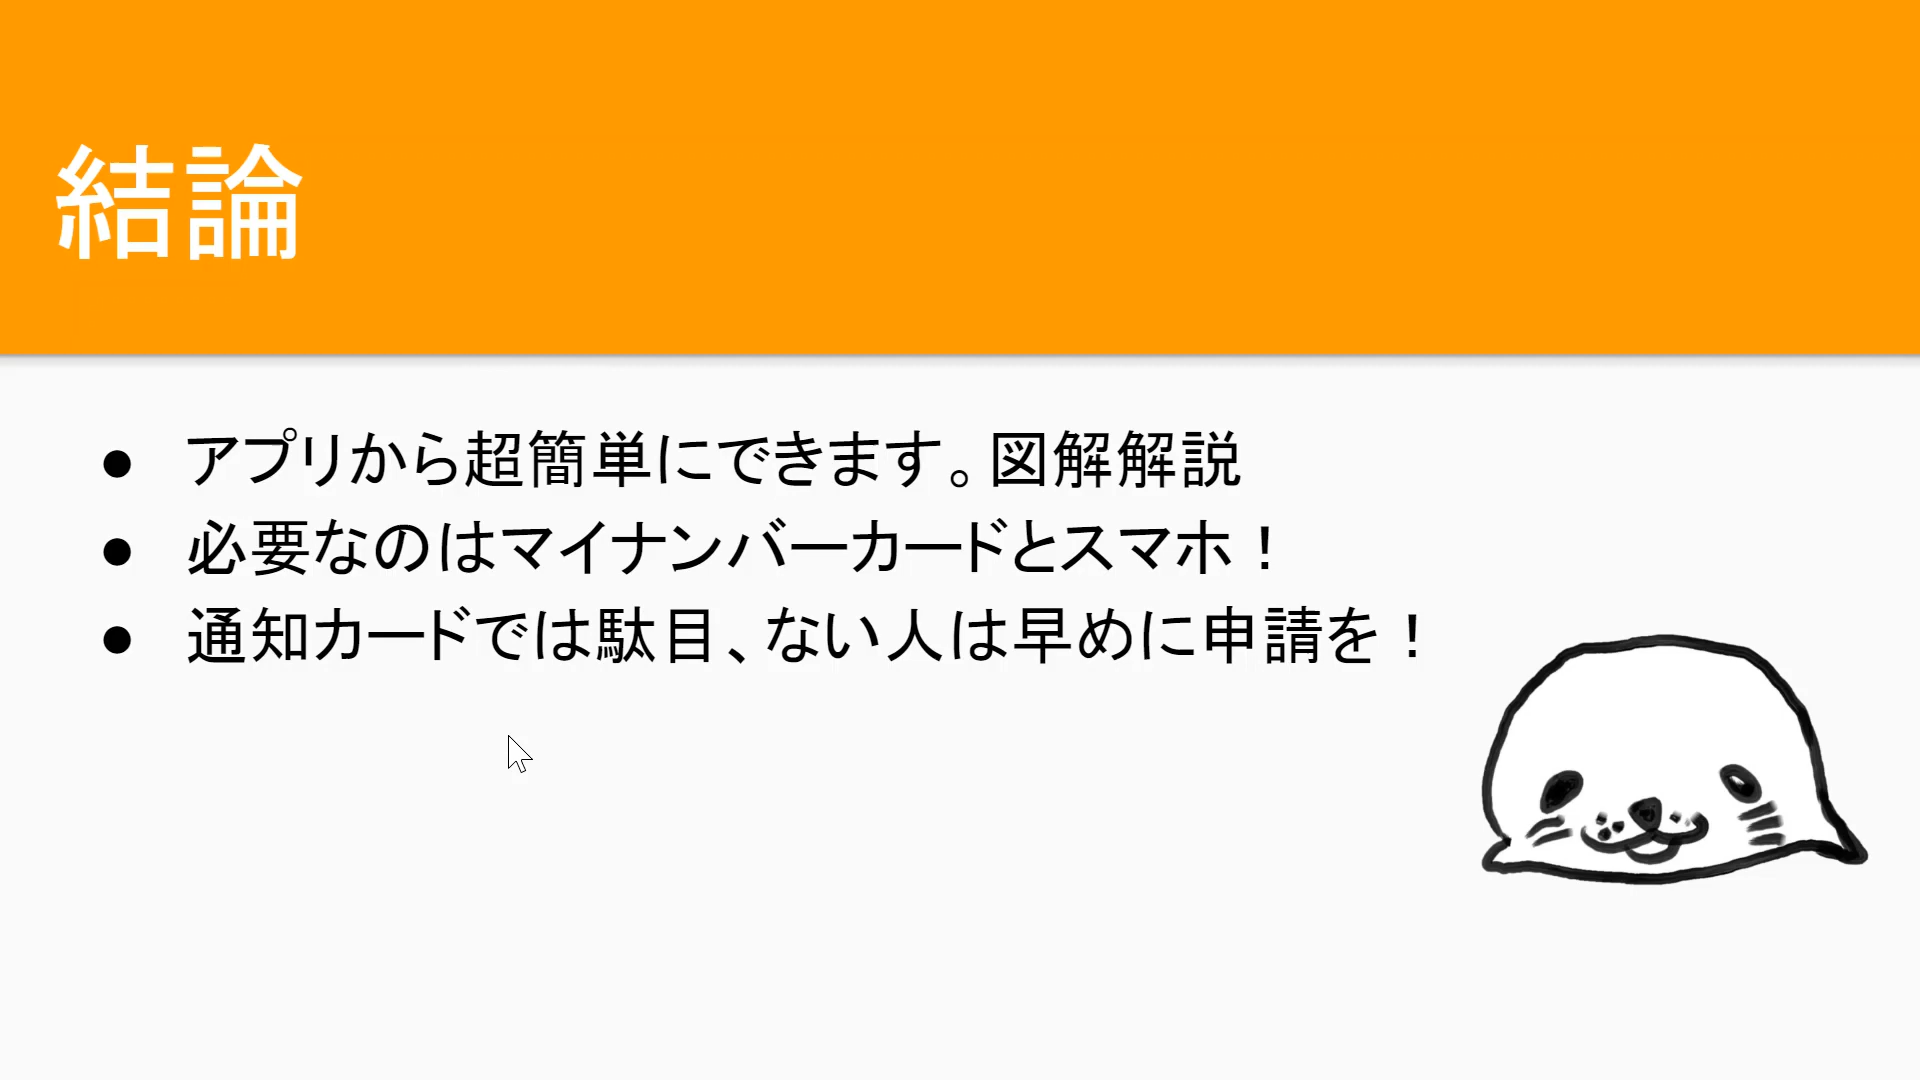 結論
● アプリから超簡単にできます。図解解説
● 必要なのはマイナンバーカードとスマホ！
● 通知カードでは駄目、ない人は早めに申請を！